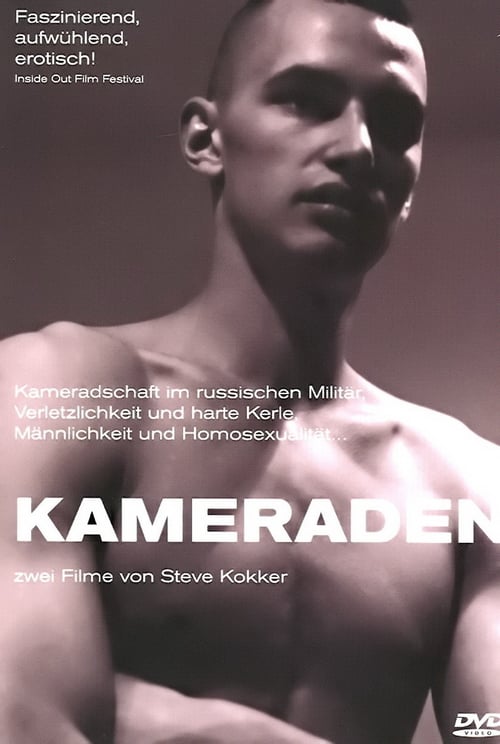 Faszinierend,
aufwühlend,
erotisch!
Inside Out Film Festival
Kameradschaft im russischen Militär,
Verletzlichkeit und harte Kerle,
Männlichkeit und Homosexualität...
KAMERADEN
zwei Filme von Steve Kokker
DVD
VIDEO